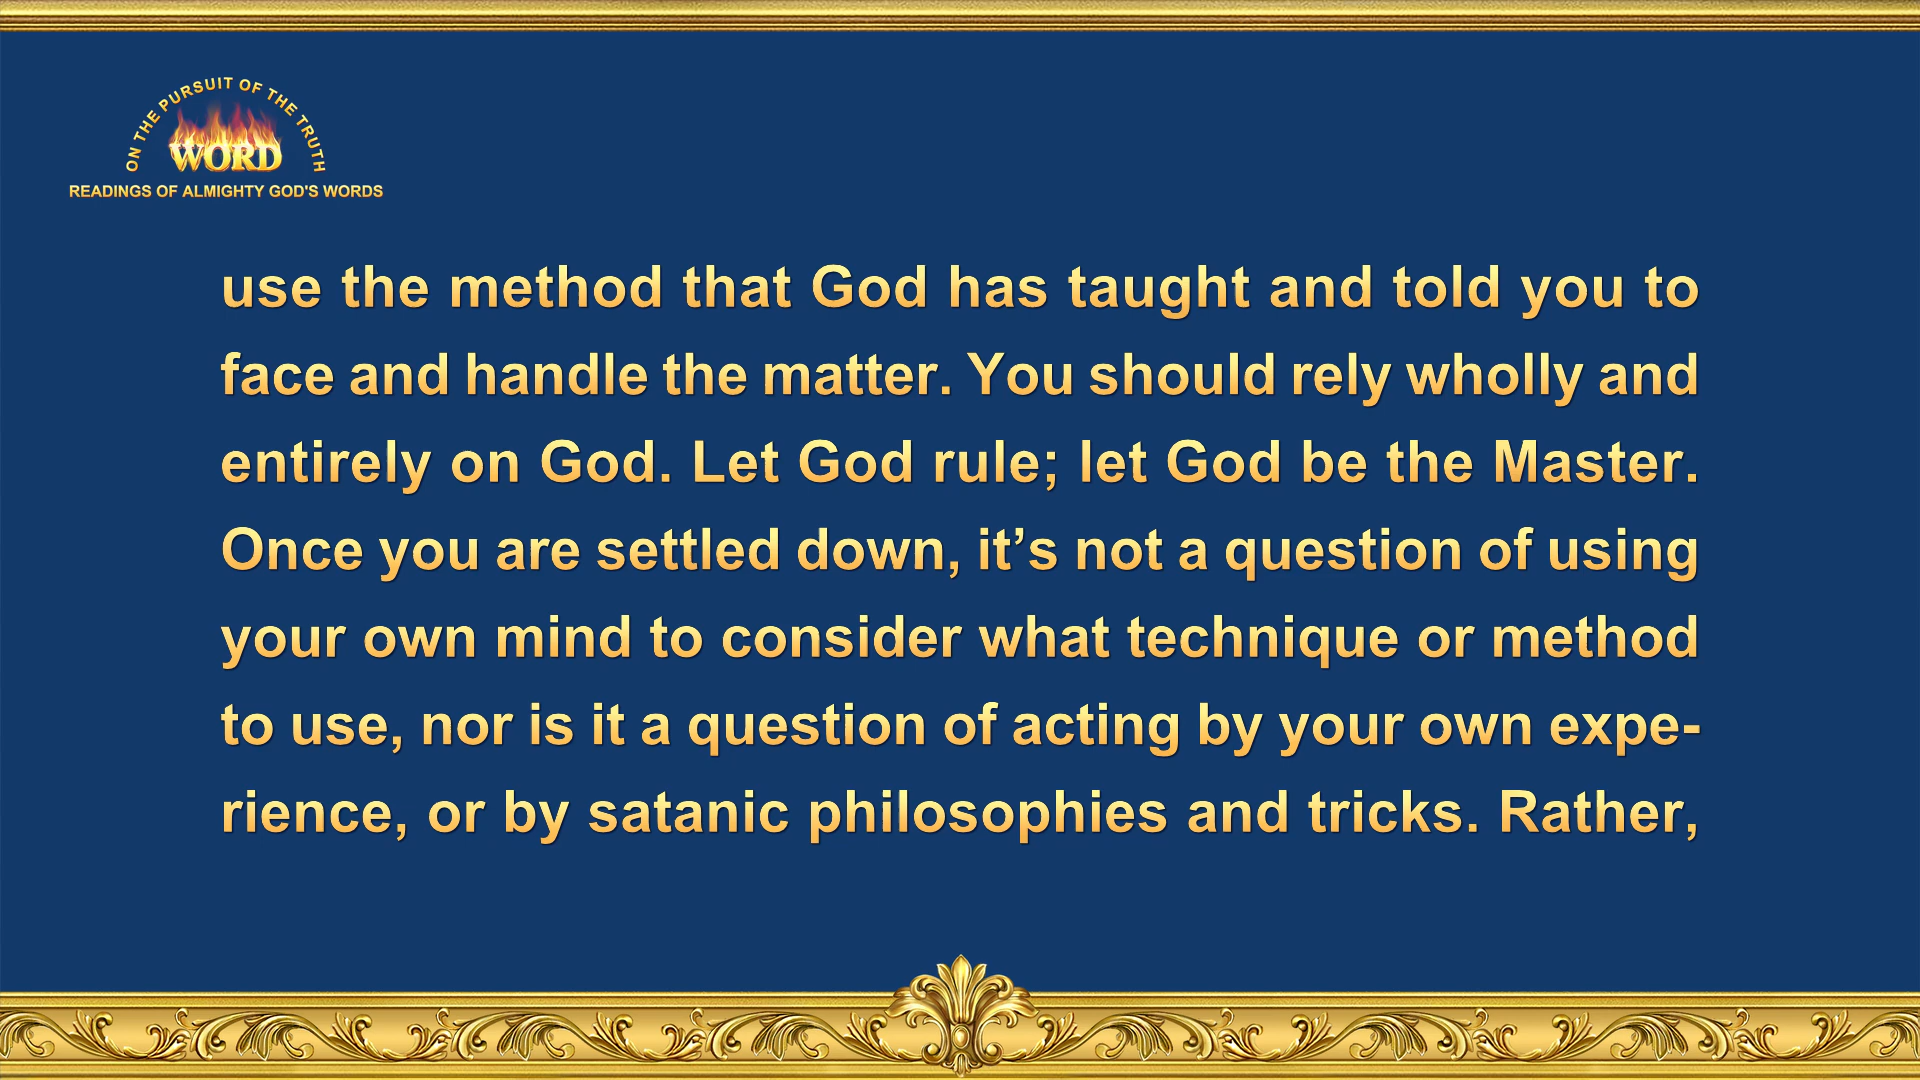 ON THE PURSUIT OF THE TRUTH
WORD
READINGS OF ALMIGHTY GOD'S WORDS
use the method that God has taught and told you to
face and handle the matter. You should rely wholly and
entirely on God. Let God rule; let God be the Master.
Once you are settled down, it’s not a question of using
your own mind to consider what technique or method
to use, nor is it a question of acting by your own expe-
rience, or by satanic philosophies and tricks. Rather,